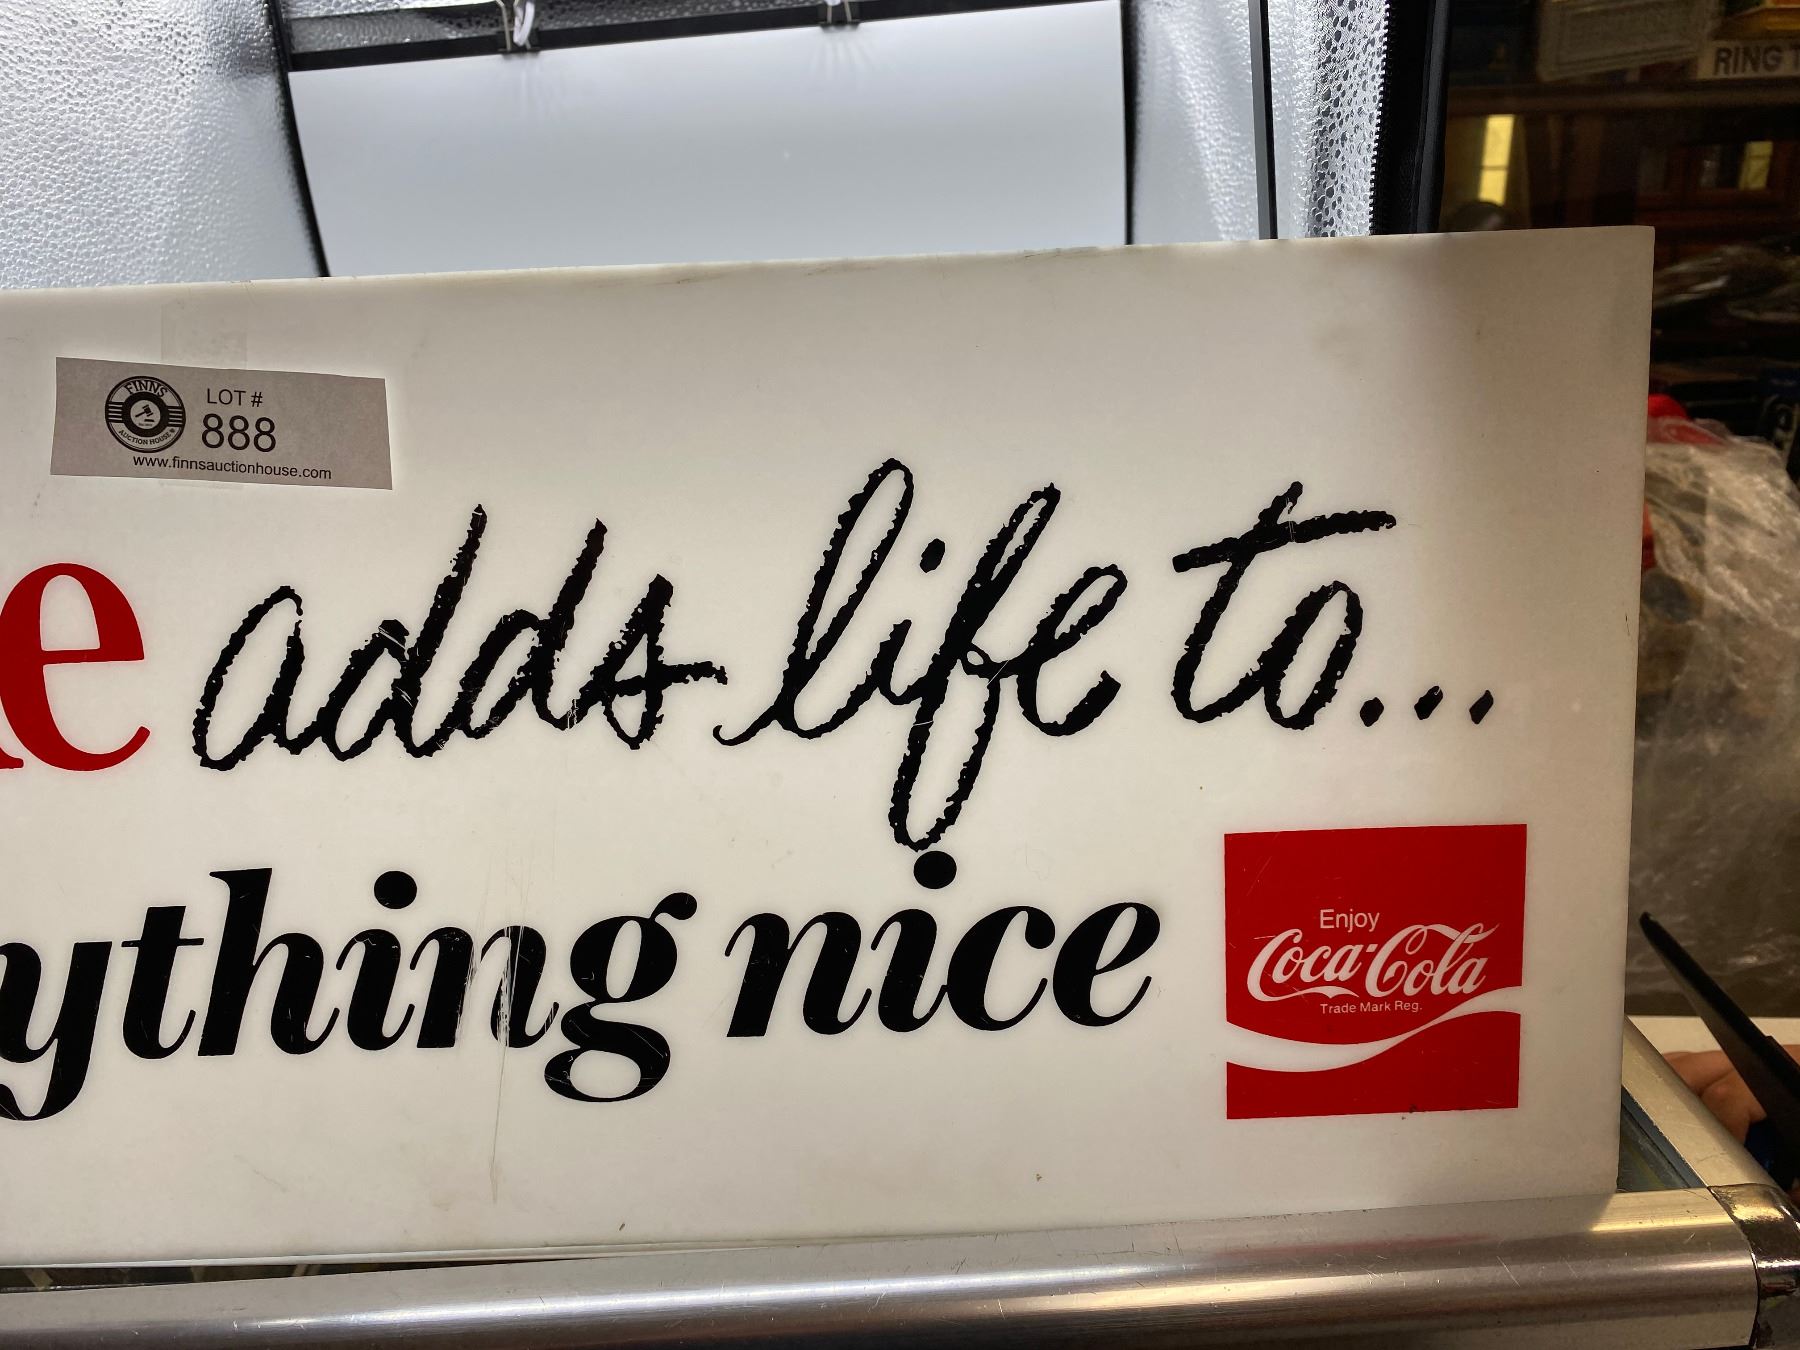 RING
FINNS
AUCTION HOUSE
LOT #
888
www.finnsauctionhouse.com
e adds life to...
ything nice
Enjoy
Coca-Cola
Trade Mark Reg.